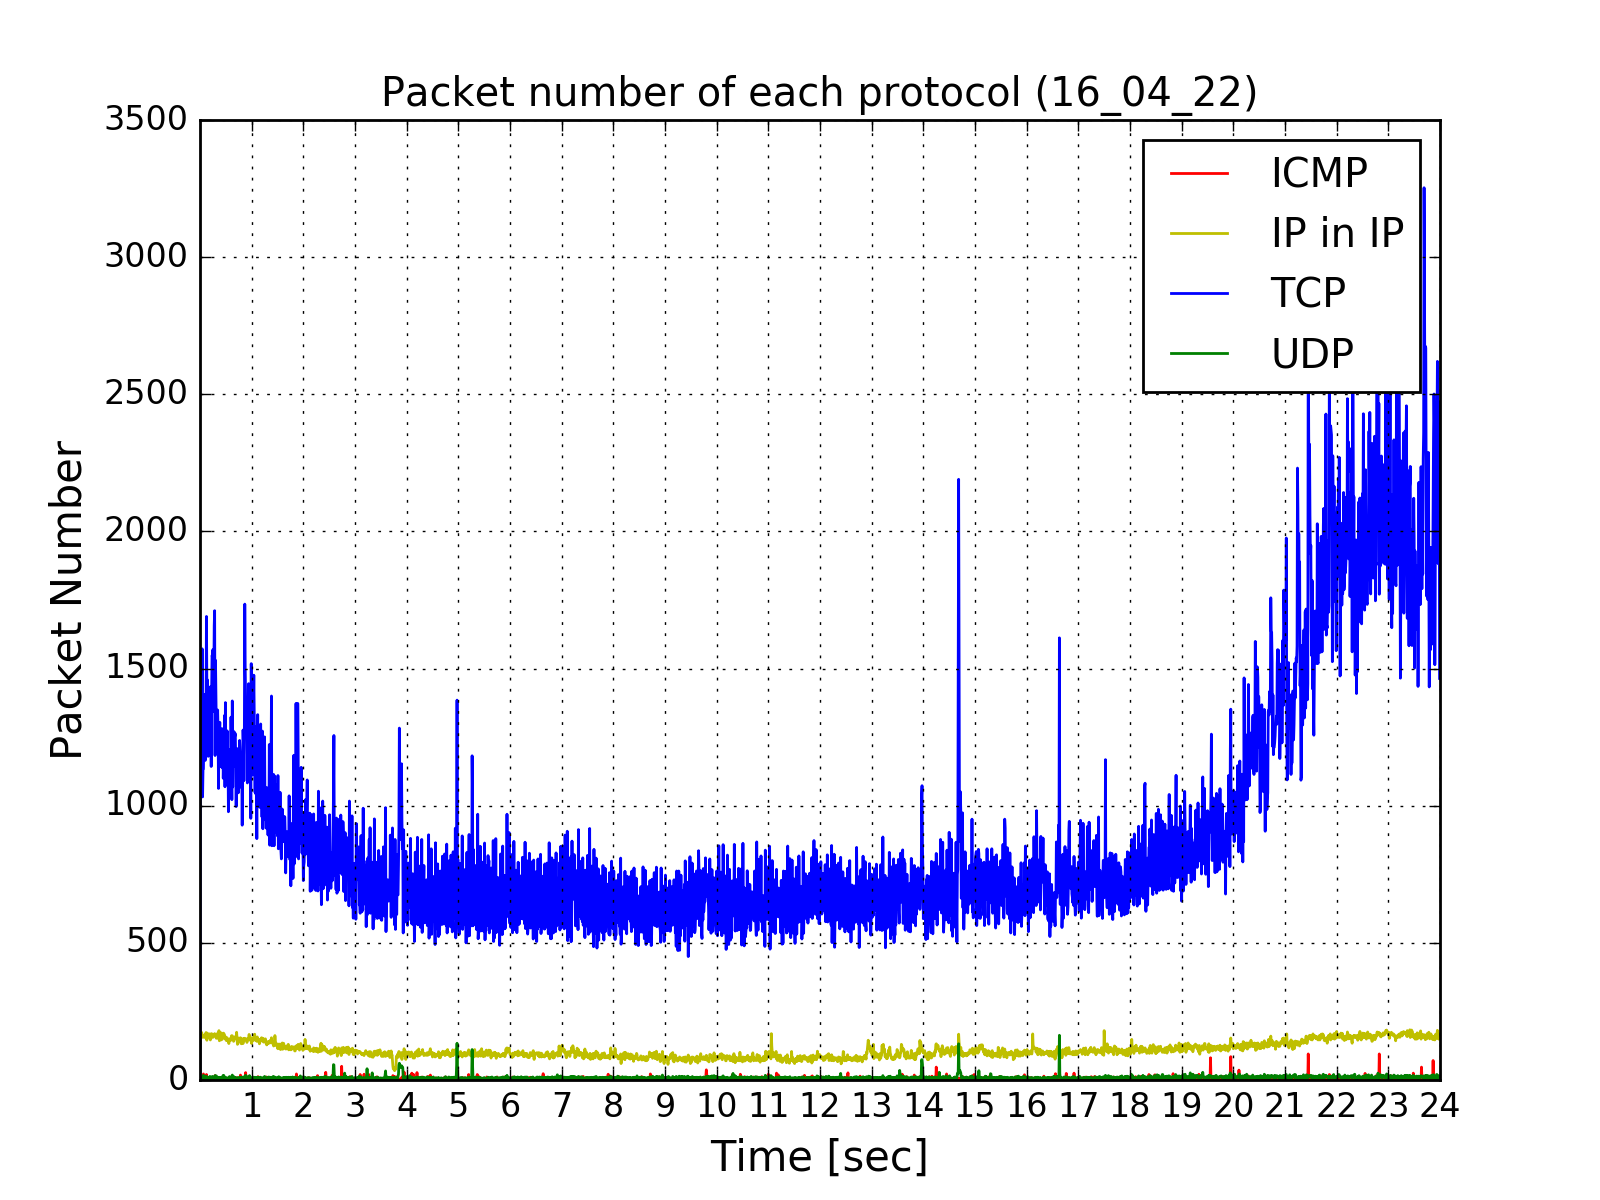 Packet number of each protocol (16_04_22)
3500
3000
2500
2000
1500
1000
500
0
Packet Number
ICMP
IP in IP
TCP
UDP
1 2 3 4 5 6 7 8 9 10 11 12 13 14 15 16 17 18 19 20 21 22 23 24
Time [sec]